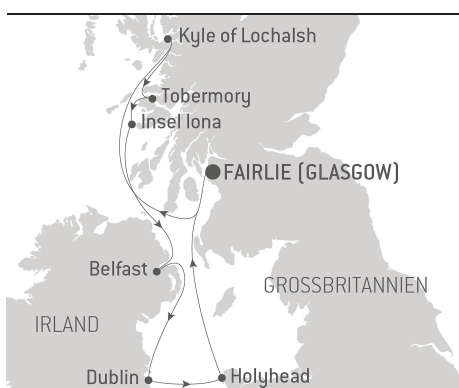 Kyle of Lochalsh
Tobermory
Insel Iona
FAIRLIE (GLASGOW)
Belfast
GROSSBRITANNIEN
IRLAND
Dublin
Holyhead